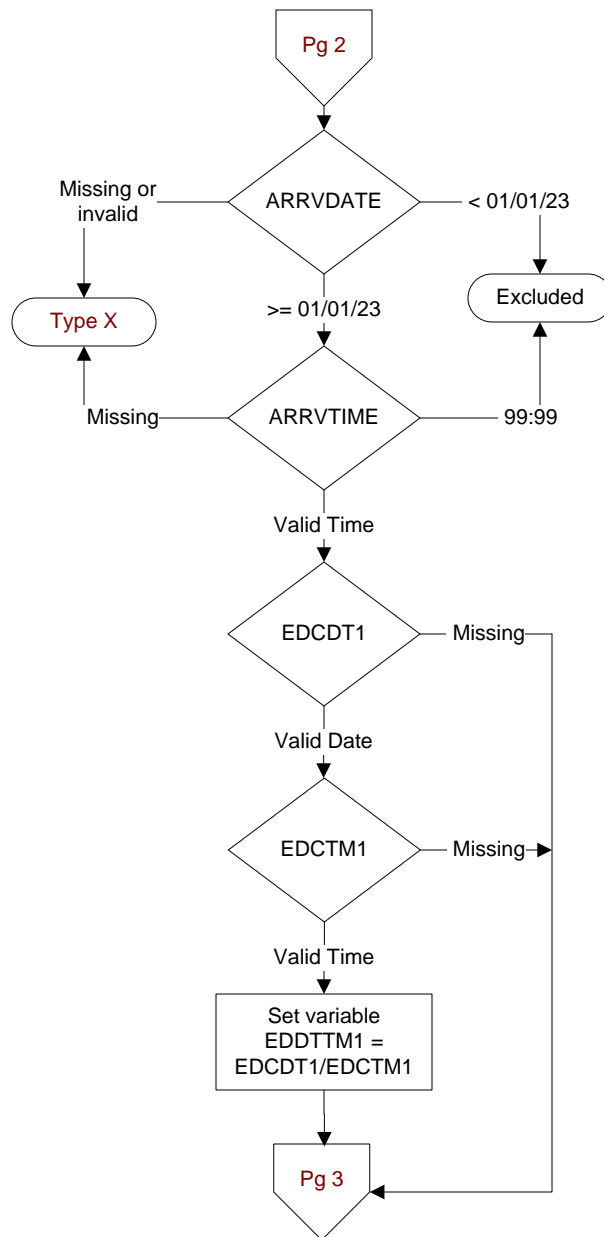 Pg 2
Missing or
invalid
ARRVDATE
< 01/01/23
Type X
>= 01/01/23
Excluded
Missing
ARRVTIME
99:99
Valid Time
EDCDT1
Missing
Valid Date
EDCTM1
Missing
Valid Time
Set variable
EDDTTM1 =
EDCDT1/EDCTM1
Pg 3